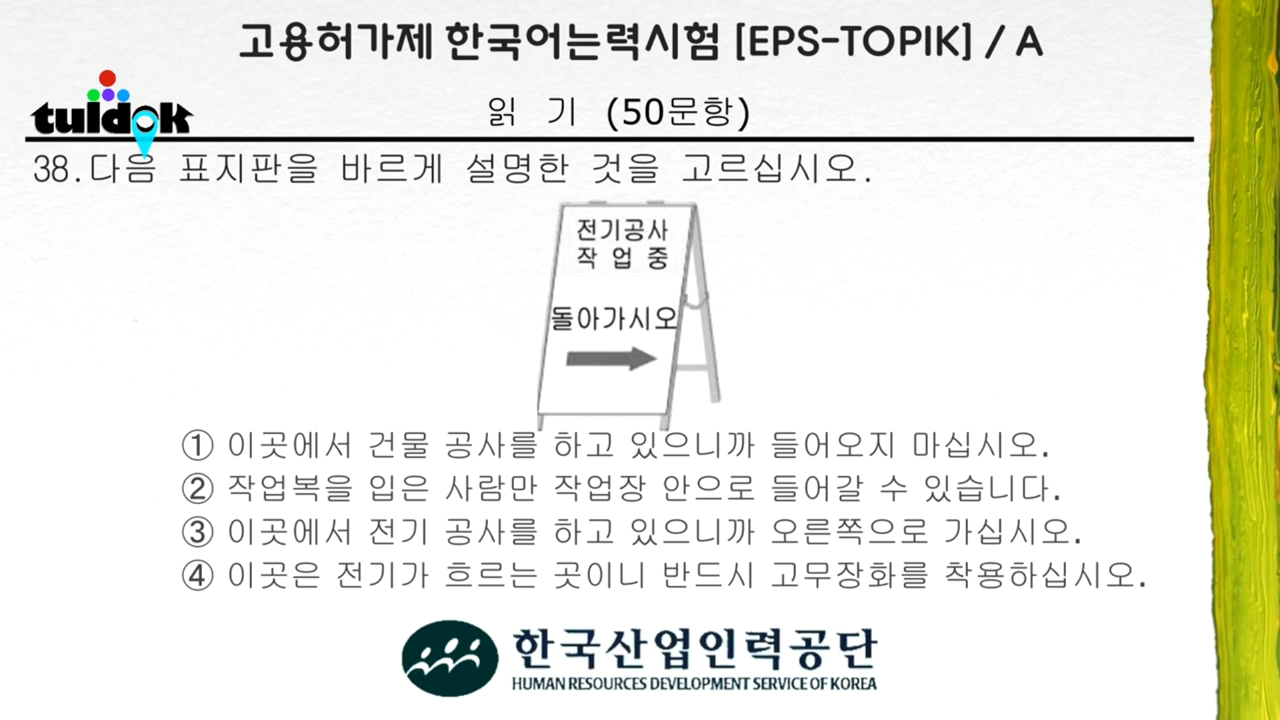 고용허가제 한국어능력시험 [EPS-TOPIK] / A
tuidok
읽 기 (50문항)
38.다음 표지판을 바르게 설명한 것을 고르십시오.
전기공사
작 업 중
돌아가시오
① 이곳에서 건물 공사를 하고 있으니까 들어오지 마십시오.
② 작업복을 입은 사람만 작업장 안으로 들어갈 수 있습니다.
③ 이곳에서 전기 공사를 하고 있으니까 오른쪽으로 가십시오.
④ 이곳은 전기가 흐르는 곳이니 반드시 고무장화를 착용하십시오.
한국산업인력공단
HUMAN RESOURCES DEVELOPMENT SERVICE OF KOREA